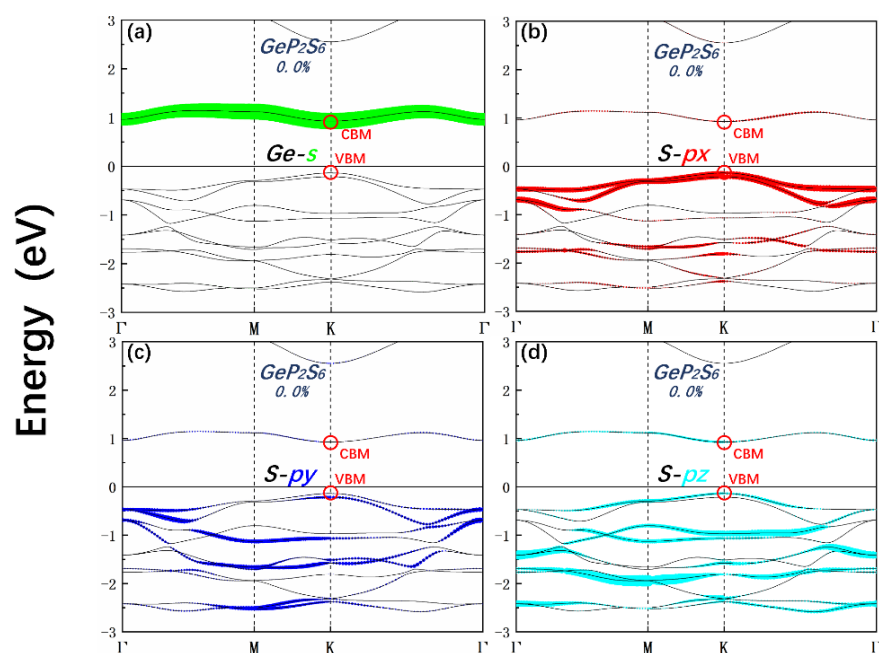 Energy (eV)
(a)
GeP2S6
0.0%
CBM
Ge-s
VBM
3
2
1
0
-1
-2
-3
Γ
M
K
Γ
(b)
GeP2S6
0.0%
CBM
S-px
VBM
3
2
1
0
-1
-2
-3
Γ
M
K
Γ
(c)
GeP2S6
0.0%
CBM
S-py
VBM
3
2
1
0
-1
-2
-3
Γ
M
K
Γ
(d)
GeP2S6
0.0%
CBM
S-pz
VBM
3
2
1
0
-1
-2
-3
Γ
M
K
Γ